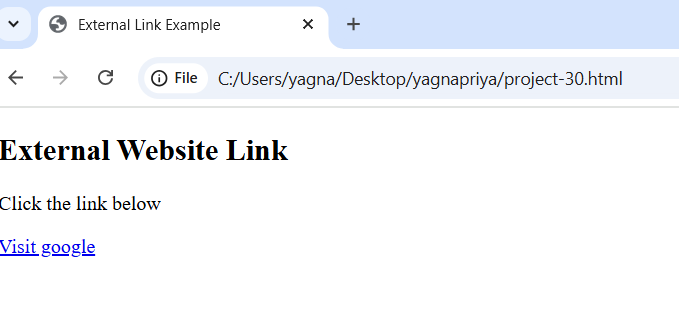 External Link Example
File C:/Users/yagna/Desktop/yagnapriya/project-30.html
External Website Link
Click the link below
Visit google